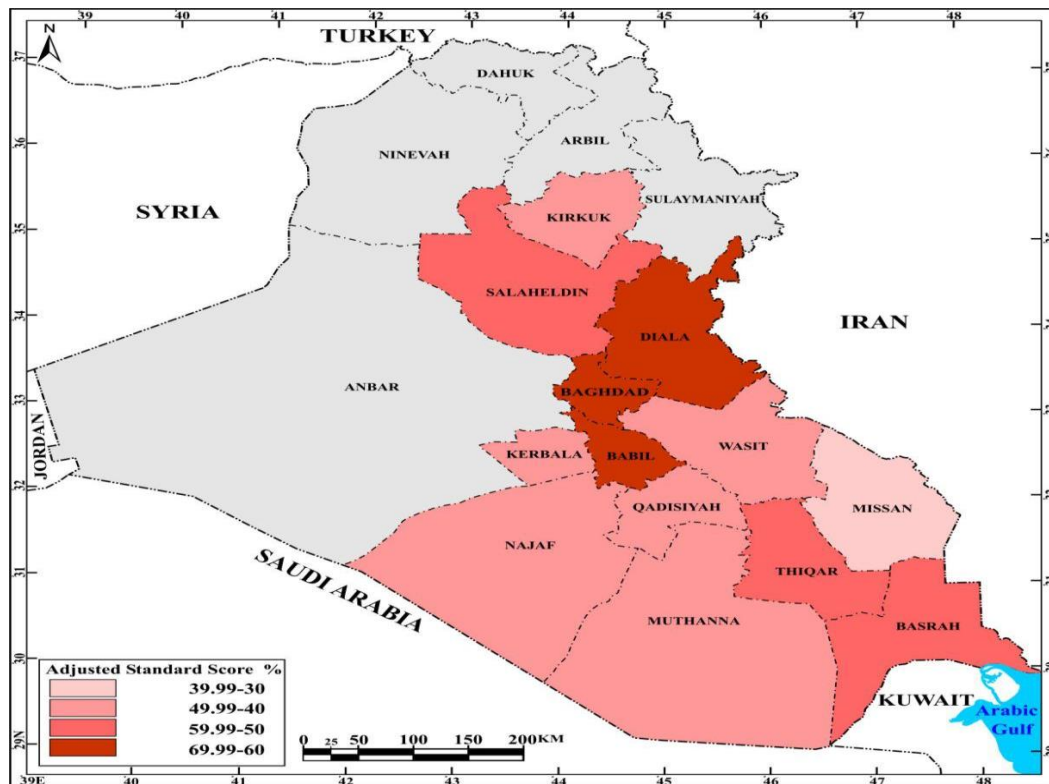 39 40 41 42 43 44 45 46 47 48
N
TURKEY
37
DAHUK
36
ARBIL
NINEVAH
SULAYMANIYAH
SYRIA
KIRKUK
35
SALAHELDIN
34
IRAN
DIALA
ANBAR
BAGHDAD
33
JORDAN
WASIT
KERBALA
BABIL
32
MISSAN
QADISIYAH
NAJAF
31
THIQAR
SAUDI ARABIA
MUTHANNA
BASRAH
30
Adjusted Standard Score %
39.99-30
49.99-40
59.99-50
69.99-60
KUWAIT
Arabic
Gulf
29N
0 25 50 100 150 200 KM
39E 40 41 42 43 44 45 46 47 48